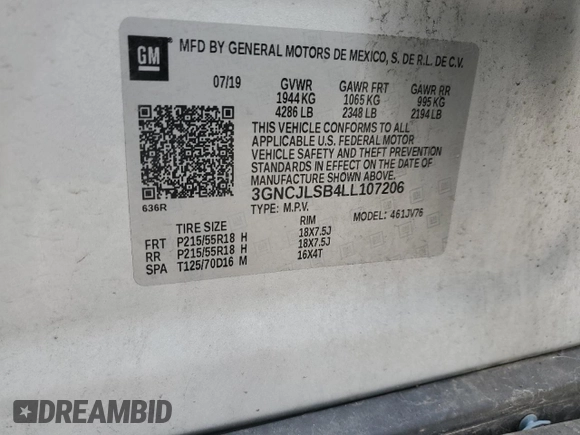 GM
MFD BY GENERAL MOTORS DE MEXICO, S. DE R.L. DE C.V.
07/19 GVWR GAWR FRT GAWR RR
1944 KG 1065 KG 995 KG
4286 LB 2348 LB 2194 LB
THIS VEHICLE CONFORMS TO ALL
APPLICABLE U.S. FEDERAL MOTOR
VEHICLE SAFETY AND THEFT PREVENTION
STANDARDS IN EFFECT ON THE DATE OF
MANUFACTURE SHOWN ABOVE.
3GNCJLSB4LL107206
636R
TYPE: M.P.V. MODEL: 461JV76
TIRE SIZE RIM
FRT P215/55R18 H 18X7.5J
RR P215/55R18 H 18X7.5J
SPA T125/70D16 M 16X4T
DREAMBID